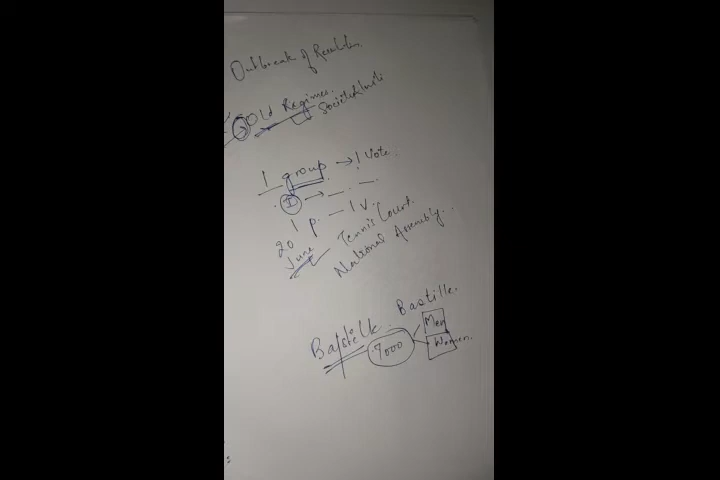 Outbreak of Revolution.
Old Regimes.
Societ
1 group → 1 Vote.
I → — —
1 p. — 1 V.
20
June
Tennis Court.
National Assembly..
Bastille.
Bastille
7000
Men
Women.